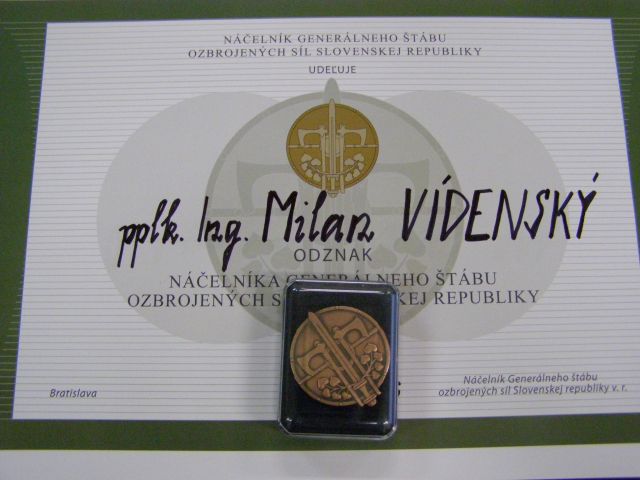 NÁČELNÍK GENERÁLNEHO ŠTÁBU
OZBROJENÝCH SÍL SLOVENSKEJ REPUBLIKY
UDEĽUJE
pplk. Ing. Milan VÍDENSKÝ
ODZNAK
NÁČELNÍKA GENERÁLNEHO ŠTÁBU
OZBROJENÝCH REPUBLIKY
Bratislava
Náčelník Generálneho štábu
ozbrojených síl Slovenskej republiky v. r.